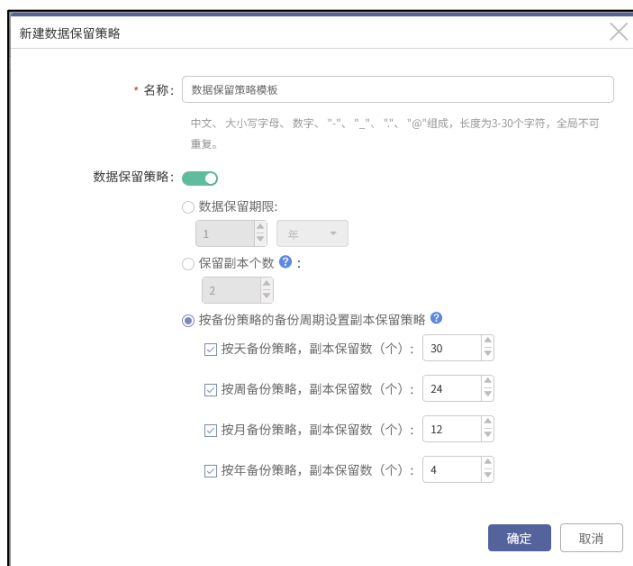 新建数据保留策略
* 名称: 数据保留策略模板
中文、 大小写字母、 数字、 "-"、 "_"、 "."、 "@"组成，长度为3-30个字符，全局不可
重复。
数据保留策略:
数据保留期限:
1 年
保留副本个数 ? :
2
按备份策略的备份周期设置副本保留策略 ?
按天备份策略，副本保留数（个）: 30
按周备份策略，副本保留数（个）: 24
按月备份策略，副本保留数（个）: 12
按年备份策略，副本保留数（个）: 4
确定 取消